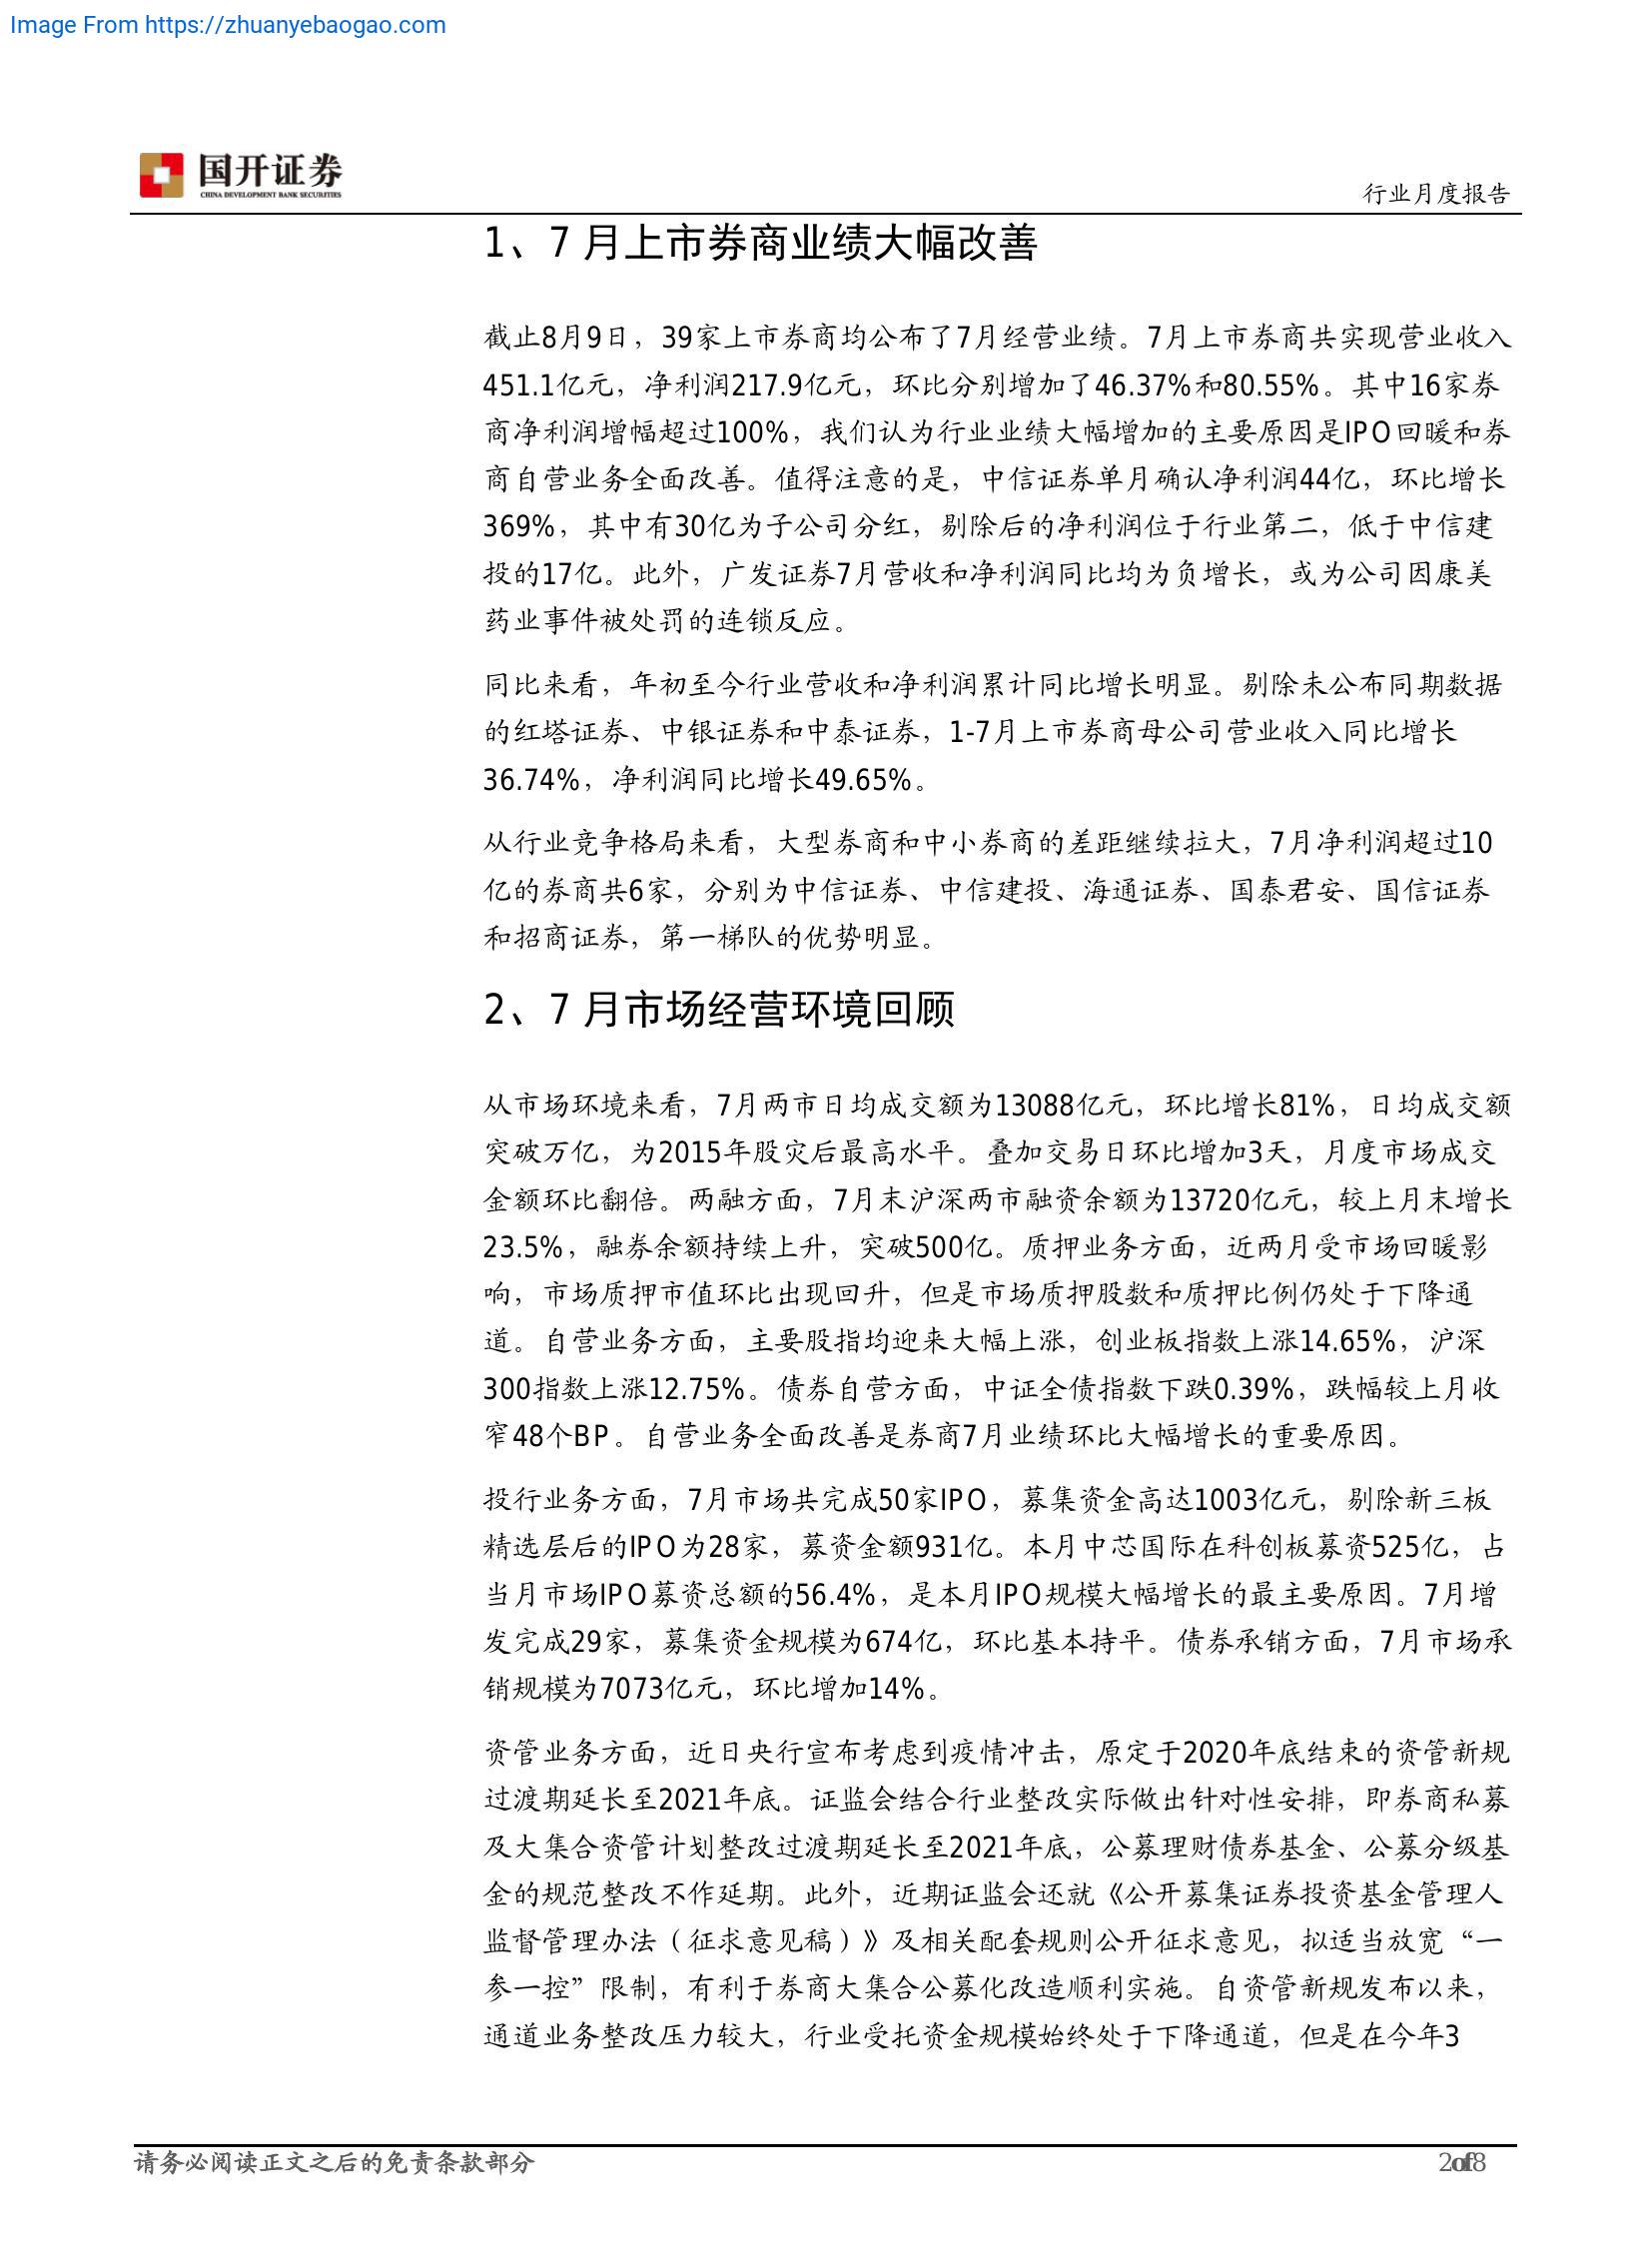 Image From https://zhuanyebaogao.com
国开证券
CHINA DEVELOPMENT BANK SECURITIES
行业月度报告
1、7 月上市券商业绩大幅改善
截止8月9日，39家上市券商均公布了7月经营业绩。7月上市券商共实现营业收入
451.1亿元，净利润217.9亿元，环比分别增加了46.37%和80.55%。其中16家券
商净利润增幅超过100%，我们认为行业业绩大幅增加的主要原因是IPO回暖和券
商自营业务全面改善。值得注意的是，中信证券单月确认净利润44亿，环比增长
369%，其中有30亿为子公司分红，剔除后的净利润位于行业第二，低于中信建
投的17亿。此外，广发证券7月营收和净利润同比均为负增长，或为公司因康美
药业事件被处罚的连锁反应。
同比来看，年初至今行业营收和净利润累计同比增长明显。剔除未公布同期数据
的红塔证券、中银证券和中泰证券，1-7月上市券商母公司营业收入同比增长
36.74%，净利润同比增长49.65%。
从行业竞争格局来看，大型券商和中小券商的差距继续拉大，7月净利润超过10
亿的券商共6家，分别为中信证券、中信建投、海通证券、国泰君安、国信证券
和招商证券，第一梯队的优势明显。
2、7 月市场经营环境回顾
从市场环境来看，7月两市日均成交额为13088亿元，环比增长81%，日均成交额
突破万亿，为2015年股灾后最高水平。叠加交易日环比增加3天，月度市场成交
金额环比翻倍。两融方面，7月末沪深两市融资余额为13720亿元，较上月末增长
23.5%，融券余额持续上升，突破500亿。质押业务方面，近两月受市场回暖影
响，市场质押市值环比出现回升，但是市场质押股数和质押比例仍处于下降通
道。自营业务方面，主要股指均迎来大幅上涨，创业板指数上涨14.65%，沪深
300指数上涨12.75%。债券自营方面，中证全债指数下跌0.39%，跌幅较上月收
窄48个BP。自营业务全面改善是券商7月业绩环比大幅增长的重要原因。
投行业务方面，7月市场共完成50家IPO，募集资金高达1003亿元，剔除新三板
精选层后的IPO为28家，募资金额931亿。本月中芯国际在科创板募资525亿，占
当月市场IPO募资总额的56.4%，是本月IPO规模大幅增长的最主要原因。7月增
发完成29家，募集资金规模为674亿，环比基本持平。债券承销方面，7月市场承
销规模为7073亿元，环比增加14%。
资管业务方面，近日央行宣布考虑到疫情冲击，原定于2020年底结束的资管新规
过渡期延长至2021年底。证监会结合行业整改实际做出针对性安排，即券商私募
及大集合资管计划整改过渡期延长至2021年底，公募理财债券基金、公募分级基
金的规范整改不作延期。此外，近期证监会还就《公开募集证券投资基金管理人
监督管理办法（征求意见稿）》及相关配套规则公开征求意见，拟适当放宽“一
参一控”限制，有利于券商大集合公募化改造顺利实施。自资管新规发布以来，
通道业务整改压力较大，行业受托资金规模始终处于下降通道，但是在今年3
请务必阅读正文之后的免责条款部分
2of8